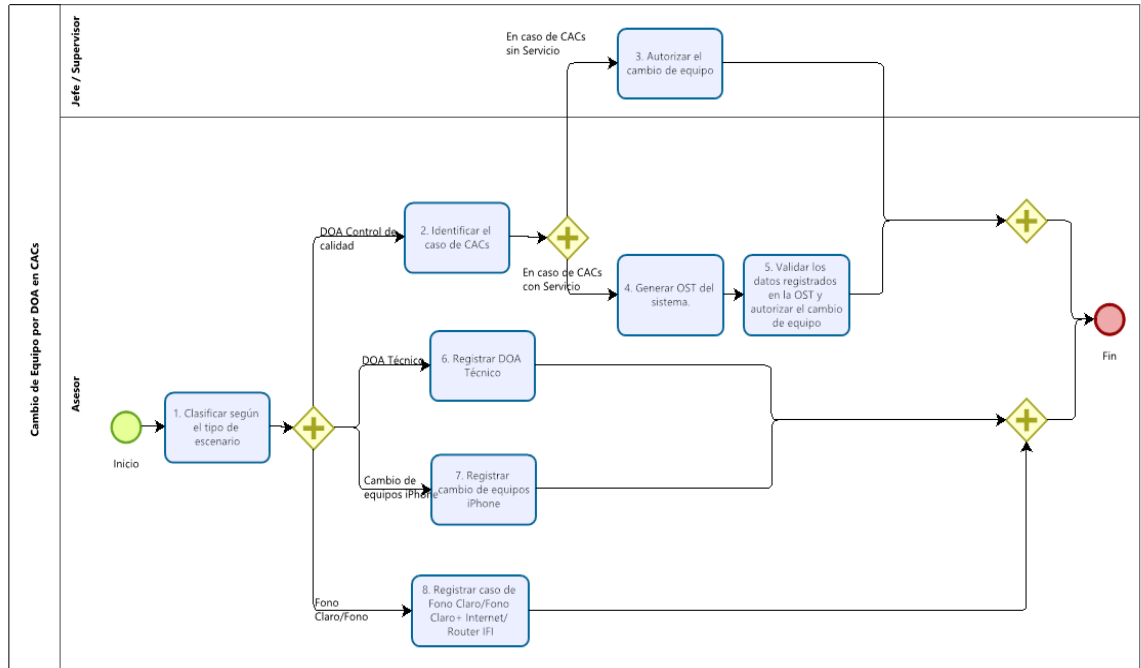 Cambio de Equipo por DOA en CACs
Jefe / Supervisor
En caso de CACs
sin Servicio
3. Autorizar el
cambio de equipo
Asesor
Inicio
1. Clasificar según
el tipo de
escenario
DOA Control de
calidad
2. Identificar el
caso de CACs
En caso de CACs
con Servicio
4. Generar OST del
sistema.
5. Validar los
datos registrados
en la OST y
autorizar el cambio
de equipo
DOA Técnico
6. Registrar DOA
Técnico
Cambio de
equipos iPhone
7. Registrar
cambio de equipos
iPhone
Fono
Claro/Fono
8. Registrar caso de
Fono Claro/Fono
Claro+ Internet/
Router IFI
Fin